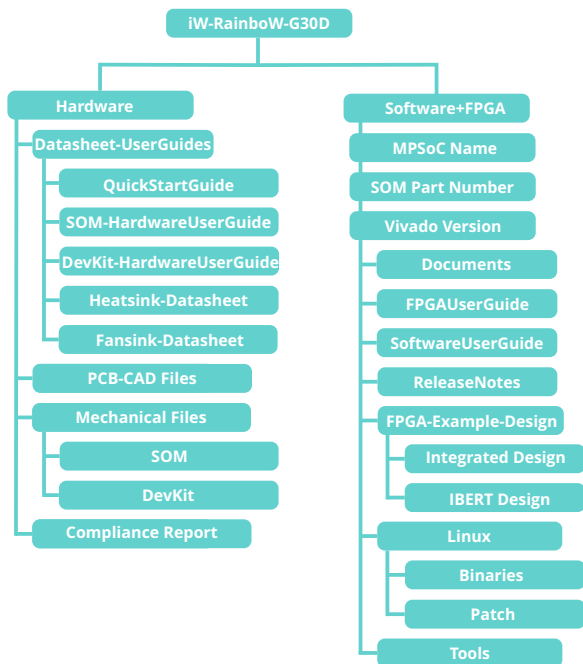 iW-RainboW-G30D
Hardware
Datasheet-UserGuides
QuickStartGuide
SOM-HardwareUserGuide
DevKit-HardwareUserGuide
Heatsink-Datasheet
Fansink-Datasheet
PCB-CAD Files
Mechanical Files
SOM
DevKit
Compliance Report
Software+FPGA
MPSoC Name
SOM Part Number
Vivado Version
Documents
FPGAUserGuide
SoftwareUserGuide
ReleaseNotes
FPGA-Example-Design
Integrated Design
IBERT Design
Linux
Binaries
Patch
Tools